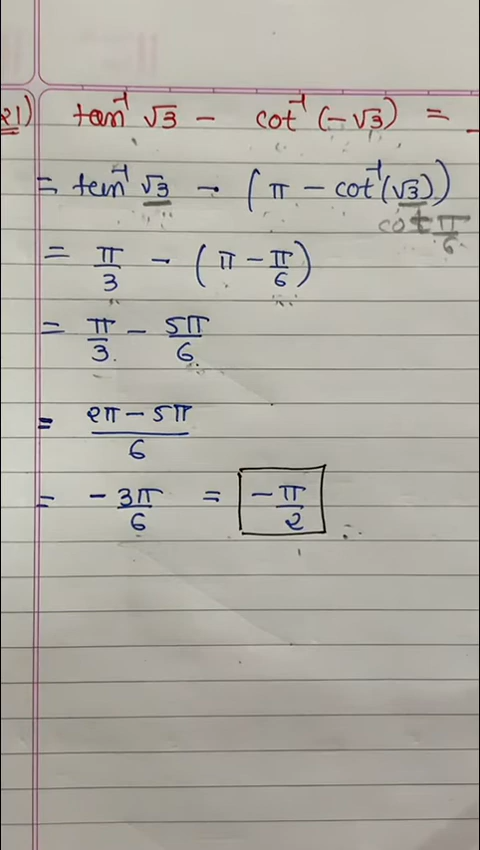 21) tan⁻¹ √3 - cot⁻¹ (-√3) = _
= tan⁻¹ √3 - (π - cot⁻¹(√3))
cot π/6
= π/3 - (π - π/6)
= π/3 - 5π/6
= (2π - 5π)/6
= -3π/6 = -π/2